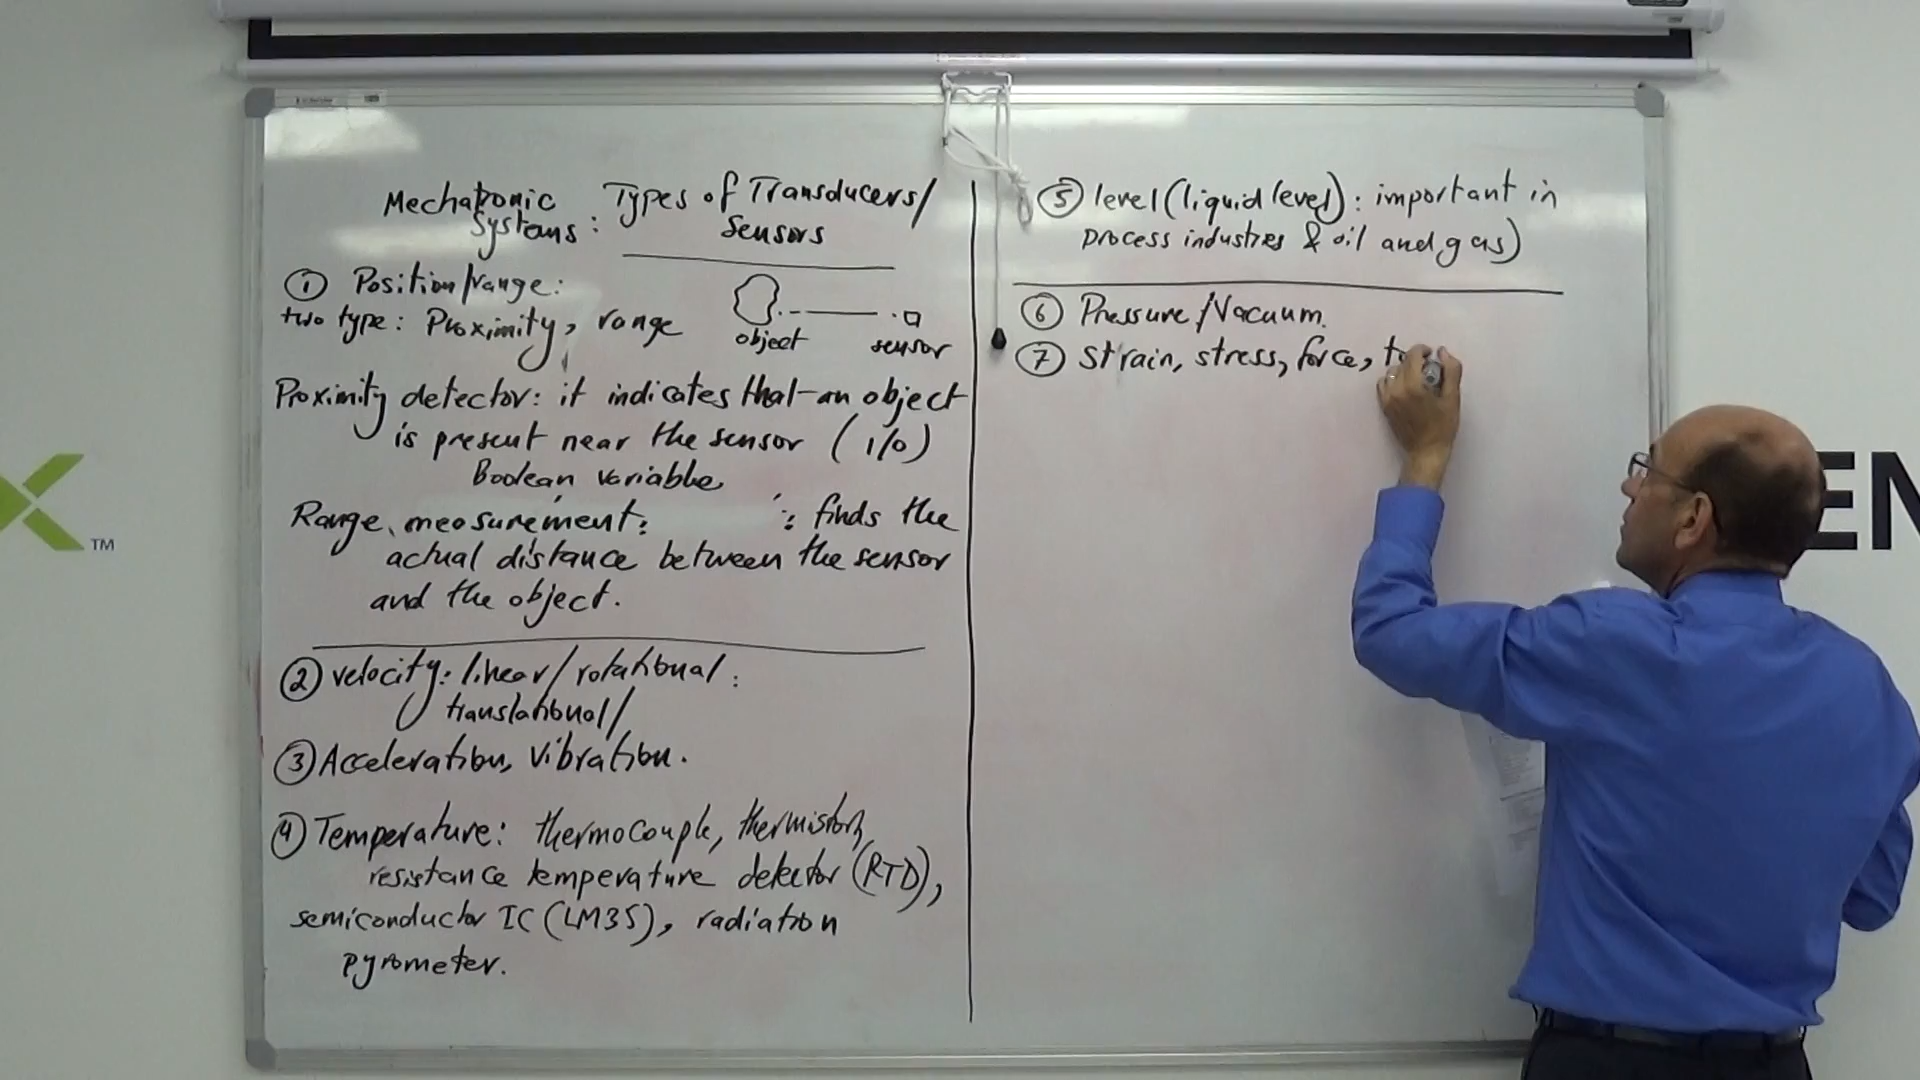 Mechatronic Types of Transducers/
Systems: Sensors
① Position/range:
two type: Proximity, range
object sensor
Proximity detector: it indicates that an object
is present near the sensor (1/0)
Boolean variable
Range measurement: : finds the
actual distance between the sensor
and the object.
② velocity: linear/rotational:
translational/
③ Acceleration, Vibration.
④ Temperature: thermocouple, thermistor,
resistance temperature detector (RTD),
semiconductor IC (LM35), radiation
pyrometer.
⑤ level (liquid level): important in
process industries & oil and gas)
⑥ Pressure/Vacuum.
⑦ Strain, stress, force, to
X TM
EN